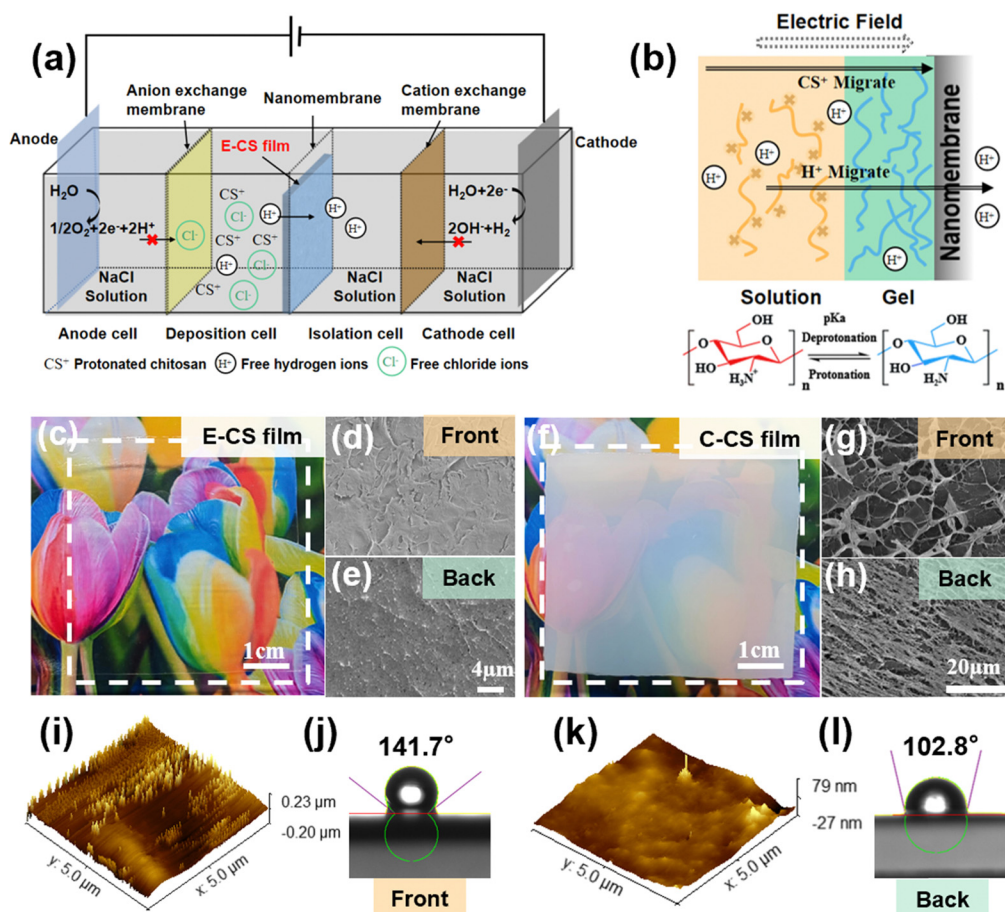 (a)
Anion exchange
membrane
Nanomembrane
Cation exchange
membrane
Anode
E-CS film
Cathode
H₂O
1/2O₂+2e⁻+2H⁺
Cl⁻
CS⁺
Cl⁻
H⁺
H⁺
H⁺
H⁺
CS⁺
CS⁺
H⁺
Cl⁻
CS⁺
Cl⁻
H₂O+2e⁻
2OH⁻+H₂
NaCl
Solution
NaCl
Solution
NaCl
Solution
Anode cell
Deposition cell
Isolation cell
Cathode cell
CS⁺ Protonated chitosan
H⁺ Free hydrogen ions
Cl⁻ Free chloride ions
(b)
Electric Field
CS⁺ Migrate
H⁺
H⁺
H⁺
H⁺
H⁺ Migrate
H⁺
H⁺
H⁺
Nanomembrane
Solution
Gel
OH
O
O
HO
H₃N⁺
n
pKa
Deprotonation
Protonation
OH
O
O
HO
H₂N
n
(c)
E-CS film
1cm
(d)
Front
(e)
Back
4μm
(f)
C-CS film
1cm
(g)
Front
(h)
Back
20μm
(i)
0.23 μm
-0.20 μm
y: 5.0 μm
x: 5.0 μm
(j)
141.7°
Front
(k)
79 nm
-27 nm
y: 5.0 μm
x: 5.0 μm
(l)
102.8°
Back